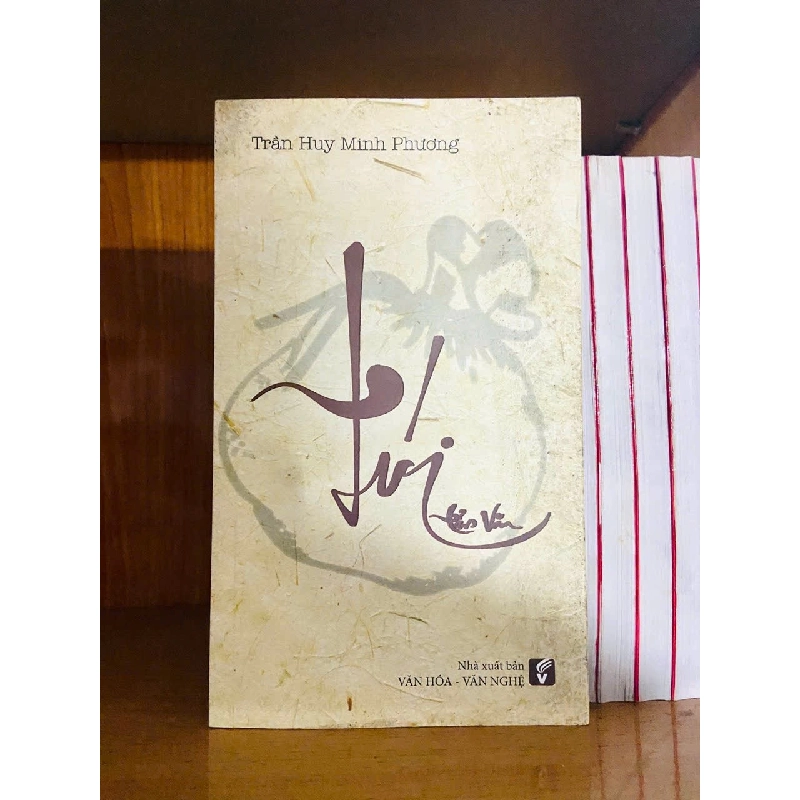 Trần Huy Minh Phương
Túi
Tản Văn
Nhà xuất bản
VĂN HÓA - VĂN NGHỆ